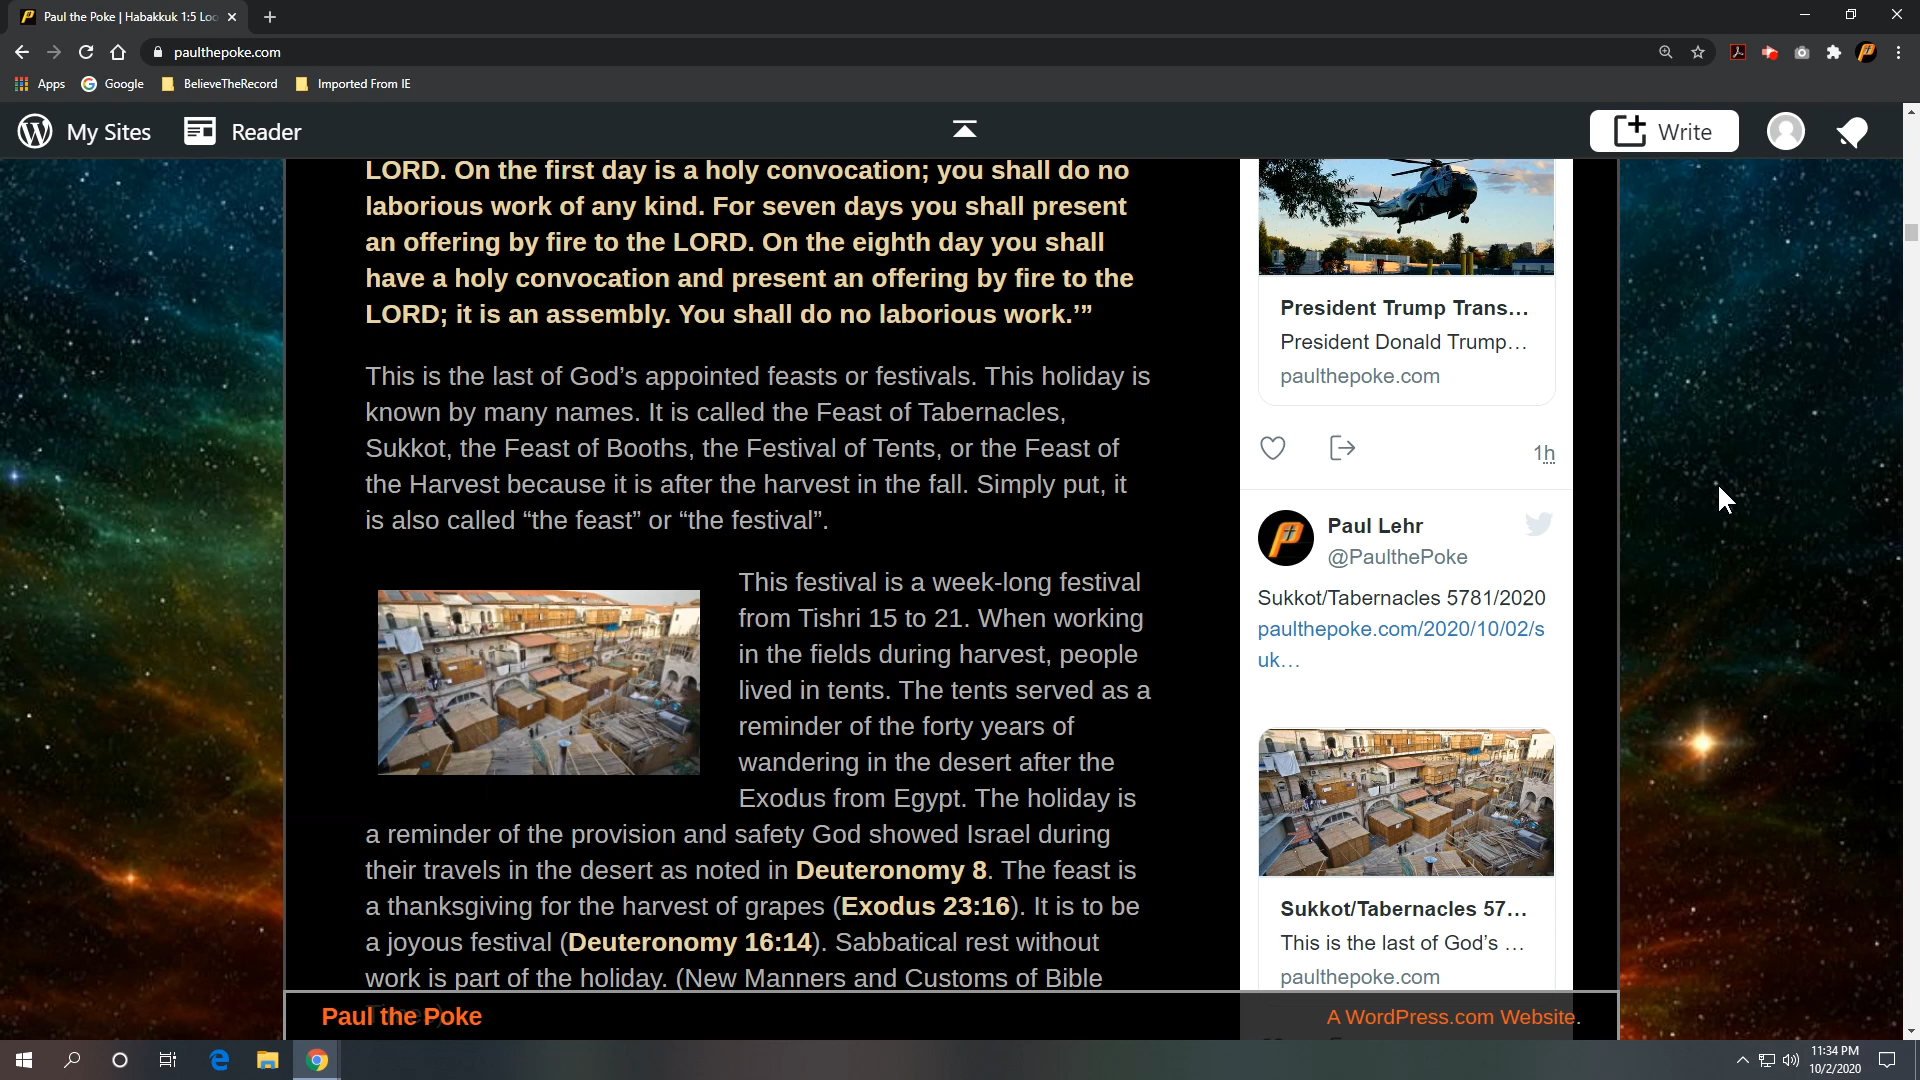 Paul the Poke | Habakkuk 1:5 Loo
paulthepoke.com
Apps
Google
BelieveTheRecord
Imported From IE
My Sites
Reader
Write
LORD. On the first day is a holy convocation; you shall do no
laborious work of any kind. For seven days you shall present
an offering by fire to the LORD. On the eighth day you shall
have a holy convocation and present an offering by fire to the
LORD; it is an assembly. You shall do no laborious work.’”
This is the last of God’s appointed feasts or festivals. This holiday is
known by many names. It is called the Feast of Tabernacles,
Sukkot, the Feast of Booths, the Festival of Tents, or the Feast of
the Harvest because it is after the harvest in the fall. Simply put, it
is also called “the feast” or “the festival”.
This festival is a week-long festival
from Tishri 15 to 21. When working
in the fields during harvest, people
lived in tents. The tents served as a
reminder of the forty years of
wandering in the desert after the
Exodus from Egypt. The holiday is
a reminder of the provision and safety God showed Israel during
their travels in the desert as noted in Deuteronomy 8. The feast is
a thanksgiving for the harvest of grapes (Exodus 23:16). It is to be
a joyous festival (Deuteronomy 16:14). Sabbatical rest without
work is part of the holiday. (New Manners and Customs of Bible
President Trump Trans...
President Donald Trump...
paulthepoke.com
1h
Paul Lehr
@PaulthePoke
Sukkot/Tabernacles 5781/2020
paulthepoke.com/2020/10/02/s
uk…
Sukkot/Tabernacles 57...
This is the last of God’s ...
paulthepoke.com
Paul the Poke
A WordPress.com Website.
11:34 PM
10/2/2020